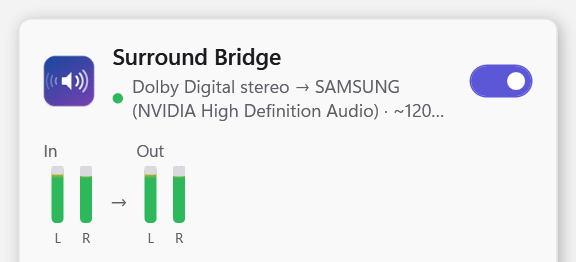 Surround Bridge
Dolby Digital stereo → SAMSUNG
(NVIDIA High Definition Audio) · ~120...
In Out
→
L R L R